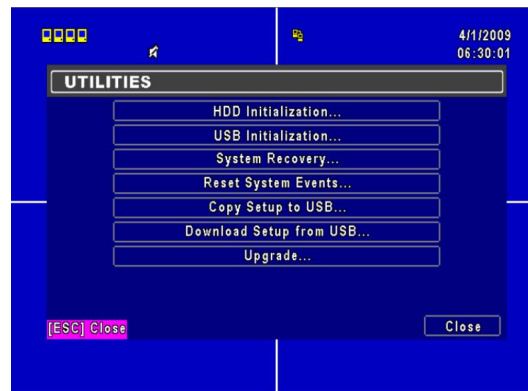 4/1/2009
06:30:01
UTILITIES
HDD Initialization...
USB Initialization...
System Recovery...
Reset System Events...
Copy Setup to USB...
Download Setup from USB...
Upgrade...
[ESC] Close
Close